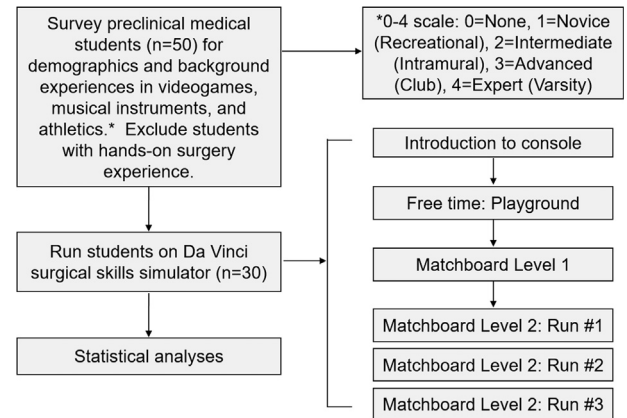 Survey preclinical medical
students (n=50) for
demographics and background
experiences in videogames,
musical instruments, and
athletics.* Exclude students
with hands-on surgery
experience.
*0-4 scale: 0=None, 1=Novice
(Recreational), 2=Intermediate
(Intramural), 3=Advanced
(Club), 4=Expert (Varsity)
Run students on Da Vinci
surgical skills simulator (n=30)
Statistical analyses
Introduction to console
Free time: Playground
Matchboard Level 1
Matchboard Level 2: Run #1
Matchboard Level 2: Run #2
Matchboard Level 2: Run #3